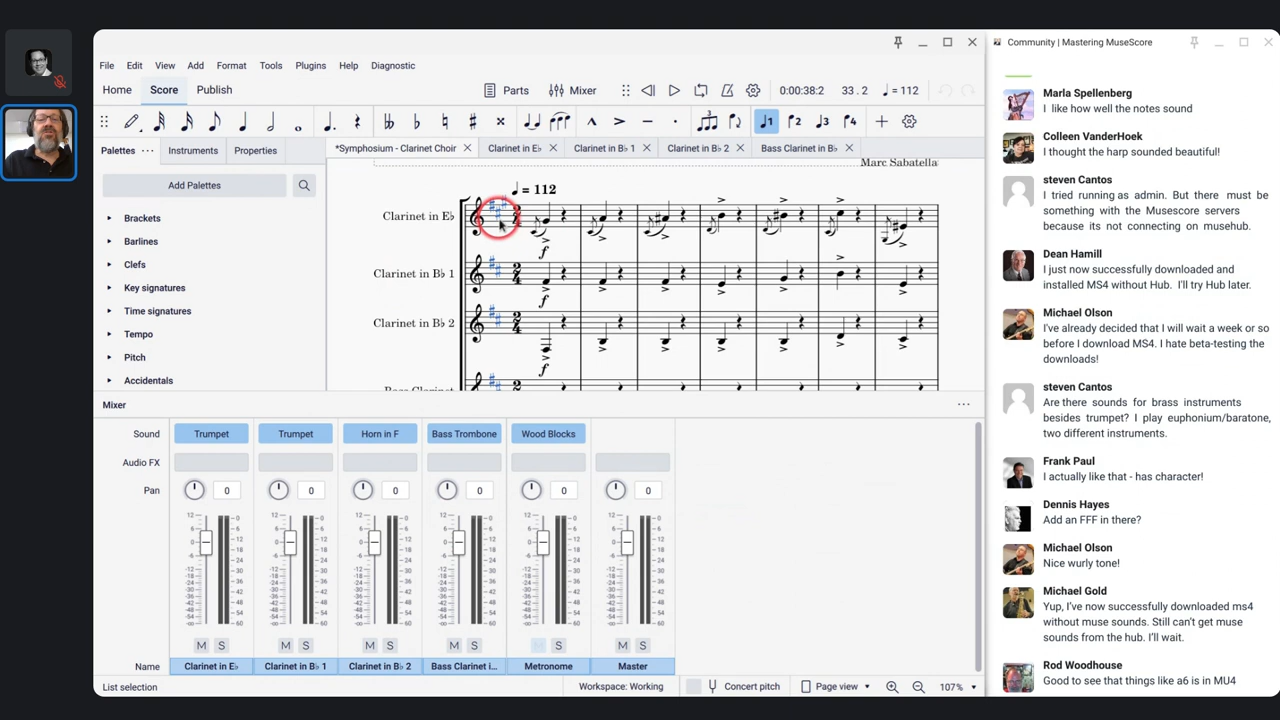 File Edit View Add Format Tools Plugins Help Diagnostic
Home Score Publish Parts Mixer 0:00:38:2 33 . 2 = 112
1 2 3 4
Palettes Instruments Properties *Symphosium - Clarinet Choir Clarinet in E♭ Clarinet in B♭ 1 Clarinet in B♭ 2 Bass Clarinet in B♭
Add Palettes
Brackets
Barlines
Clefs
Key signatures
Time signatures
Tempo
Pitch
Accidentals
Marc Sabatella
= 112
Clarinet in E♭
f
Clarinet in B♭ 1
f
Clarinet in B♭ 2
f
Mixer
Sound Trumpet Trumpet Horn in F Bass Trombone Wood Blocks
Audio FX
Pan 0 0 0 0 0 0
M S M S M S M S M S M S
Name Clarinet in E♭ Clarinet in B♭ 1 Clarinet in B♭ 2 Bass Clarinet i... Metronome Master
List selection Workspace: Working Concert pitch Page view 107%
Community | Mastering MuseScore
Marla Spellenberg
I like how well the notes sound
Colleen VanderHoek
I thought the harp sounded beautiful!
steven Cantos
I tried running as admin. But there must be
something with the Musescore servers
because its not connecting on musehub.
Dean Hamill
I just now successfully downloaded and
installed MS4 without Hub. I'll try Hub later.
Michael Olson
I've already decided that I will wait a week or so
before I download MS4. I hate beta-testing the
downloads!
steven Cantos
Are there sounds for brass instruments
besides trumpet? I play euphonium/baratone,
two different instruments.
Frank Paul
I actually like that - has character!
Dennis Hayes
Add an FFF in there?
Michael Olson
Nice wurly tone!
Michael Gold
Yup, I've now successfully downloaded ms4
without muse sounds. Still can't get muse
sounds from the hub. I'll wait.
Rod Woodhouse
Good to see that things like a6 is in MU4